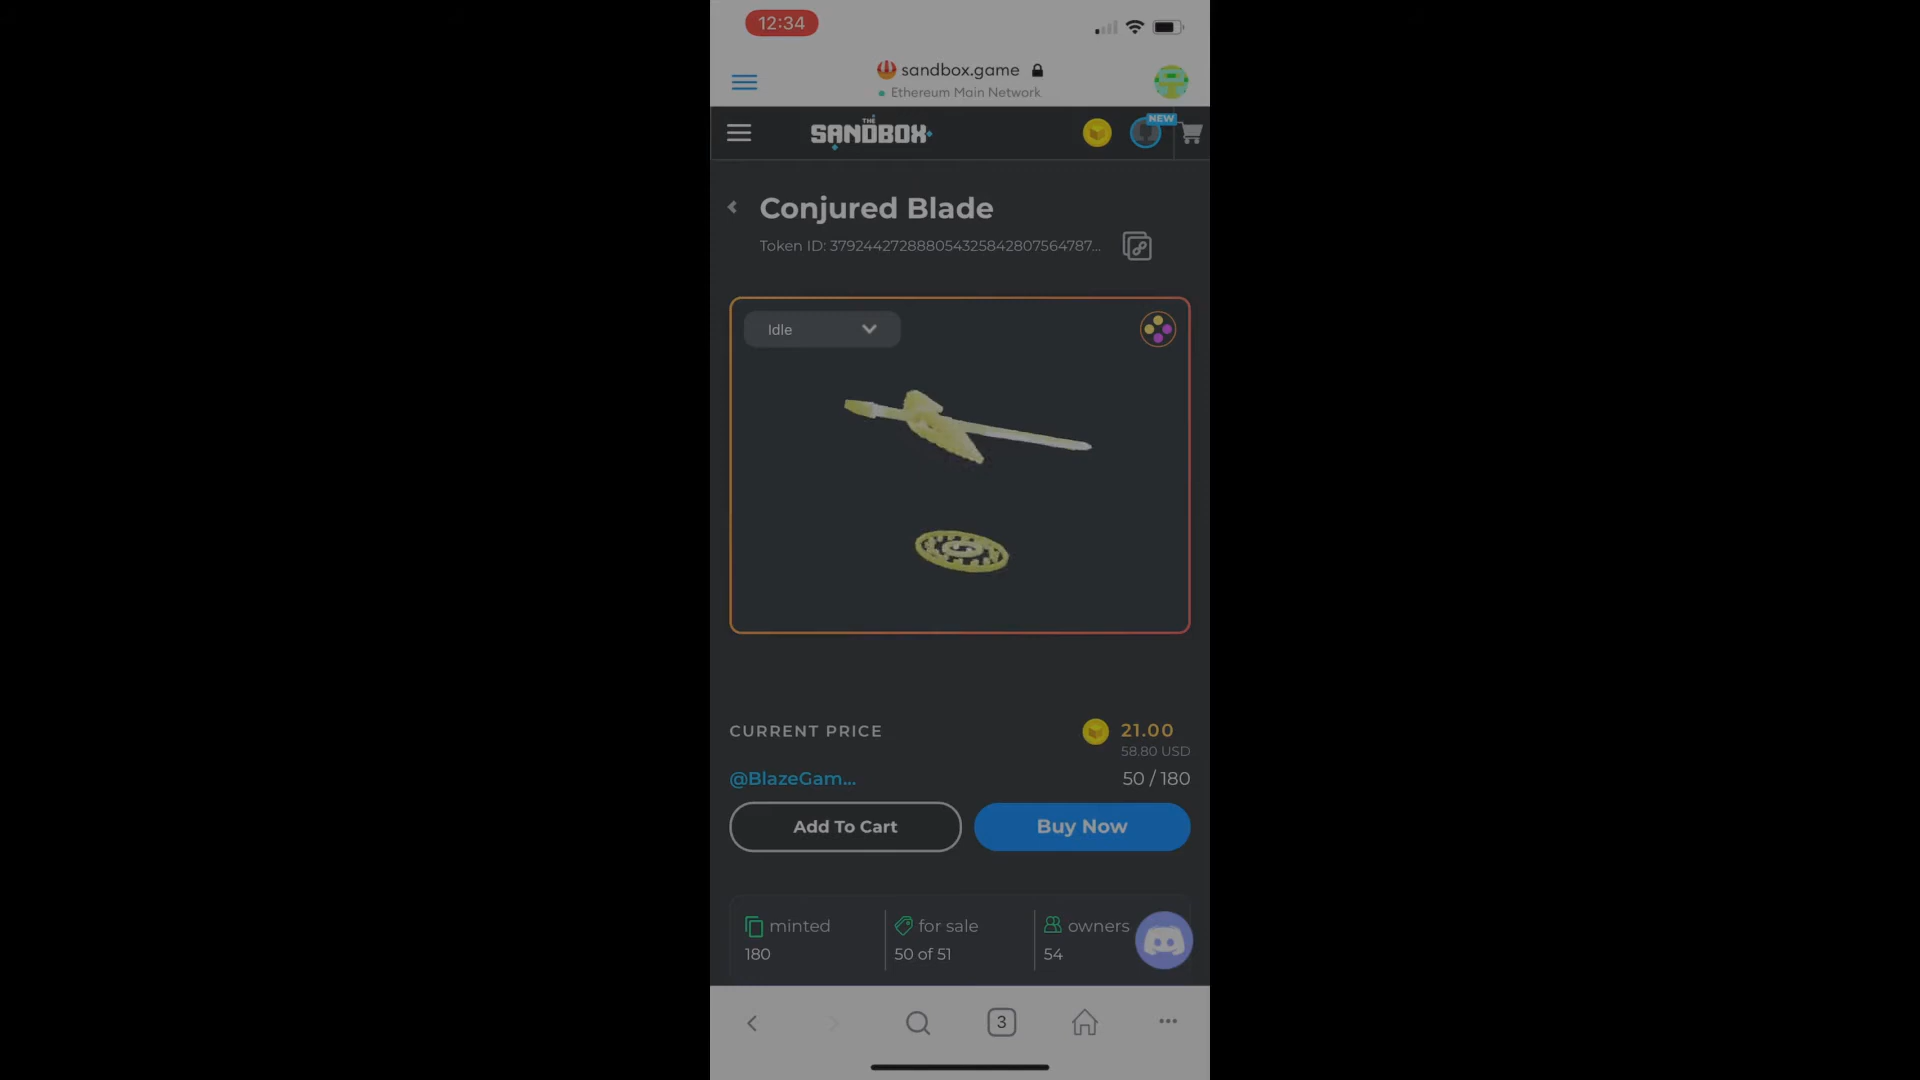 12:34
sandbox.game
Ethereum Main Network
THE
SANDBOX
NEW
Conjured Blade
Token ID: 37924427288805432584280756478​7...
Idle
CURRENT PRICE
21.00
58.80 USD
@BlazeGam...
50 / 180
Add To Cart
Buy Now
minted
180
for sale
50 of 51
owners
54
3